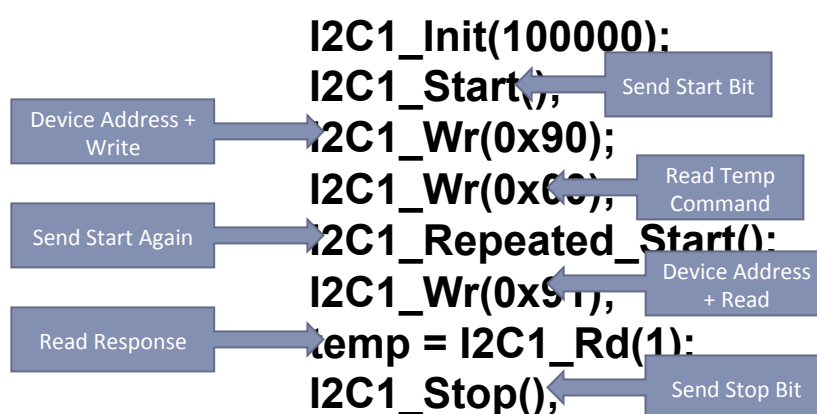 I2C1_Init(100000);
I2C1_Start();
Send Start Bit
Device Address +
Write
I2C1_Wr(0x90);
Read Temp
Command
Send Start Again
I2C1_Repeated_Start();
I2C1_Wr(0x91);
Device Address
+ Read
Read Response
temp = I2C1_Rd(1);
I2C1_Stop();
Send Stop Bit